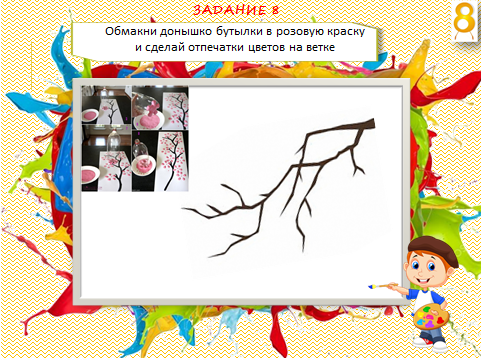 ЗАДАНИЕ 8
8
Обмакни донышко бутылки в розовую краску
и сделай отпечатки цветов на ветке